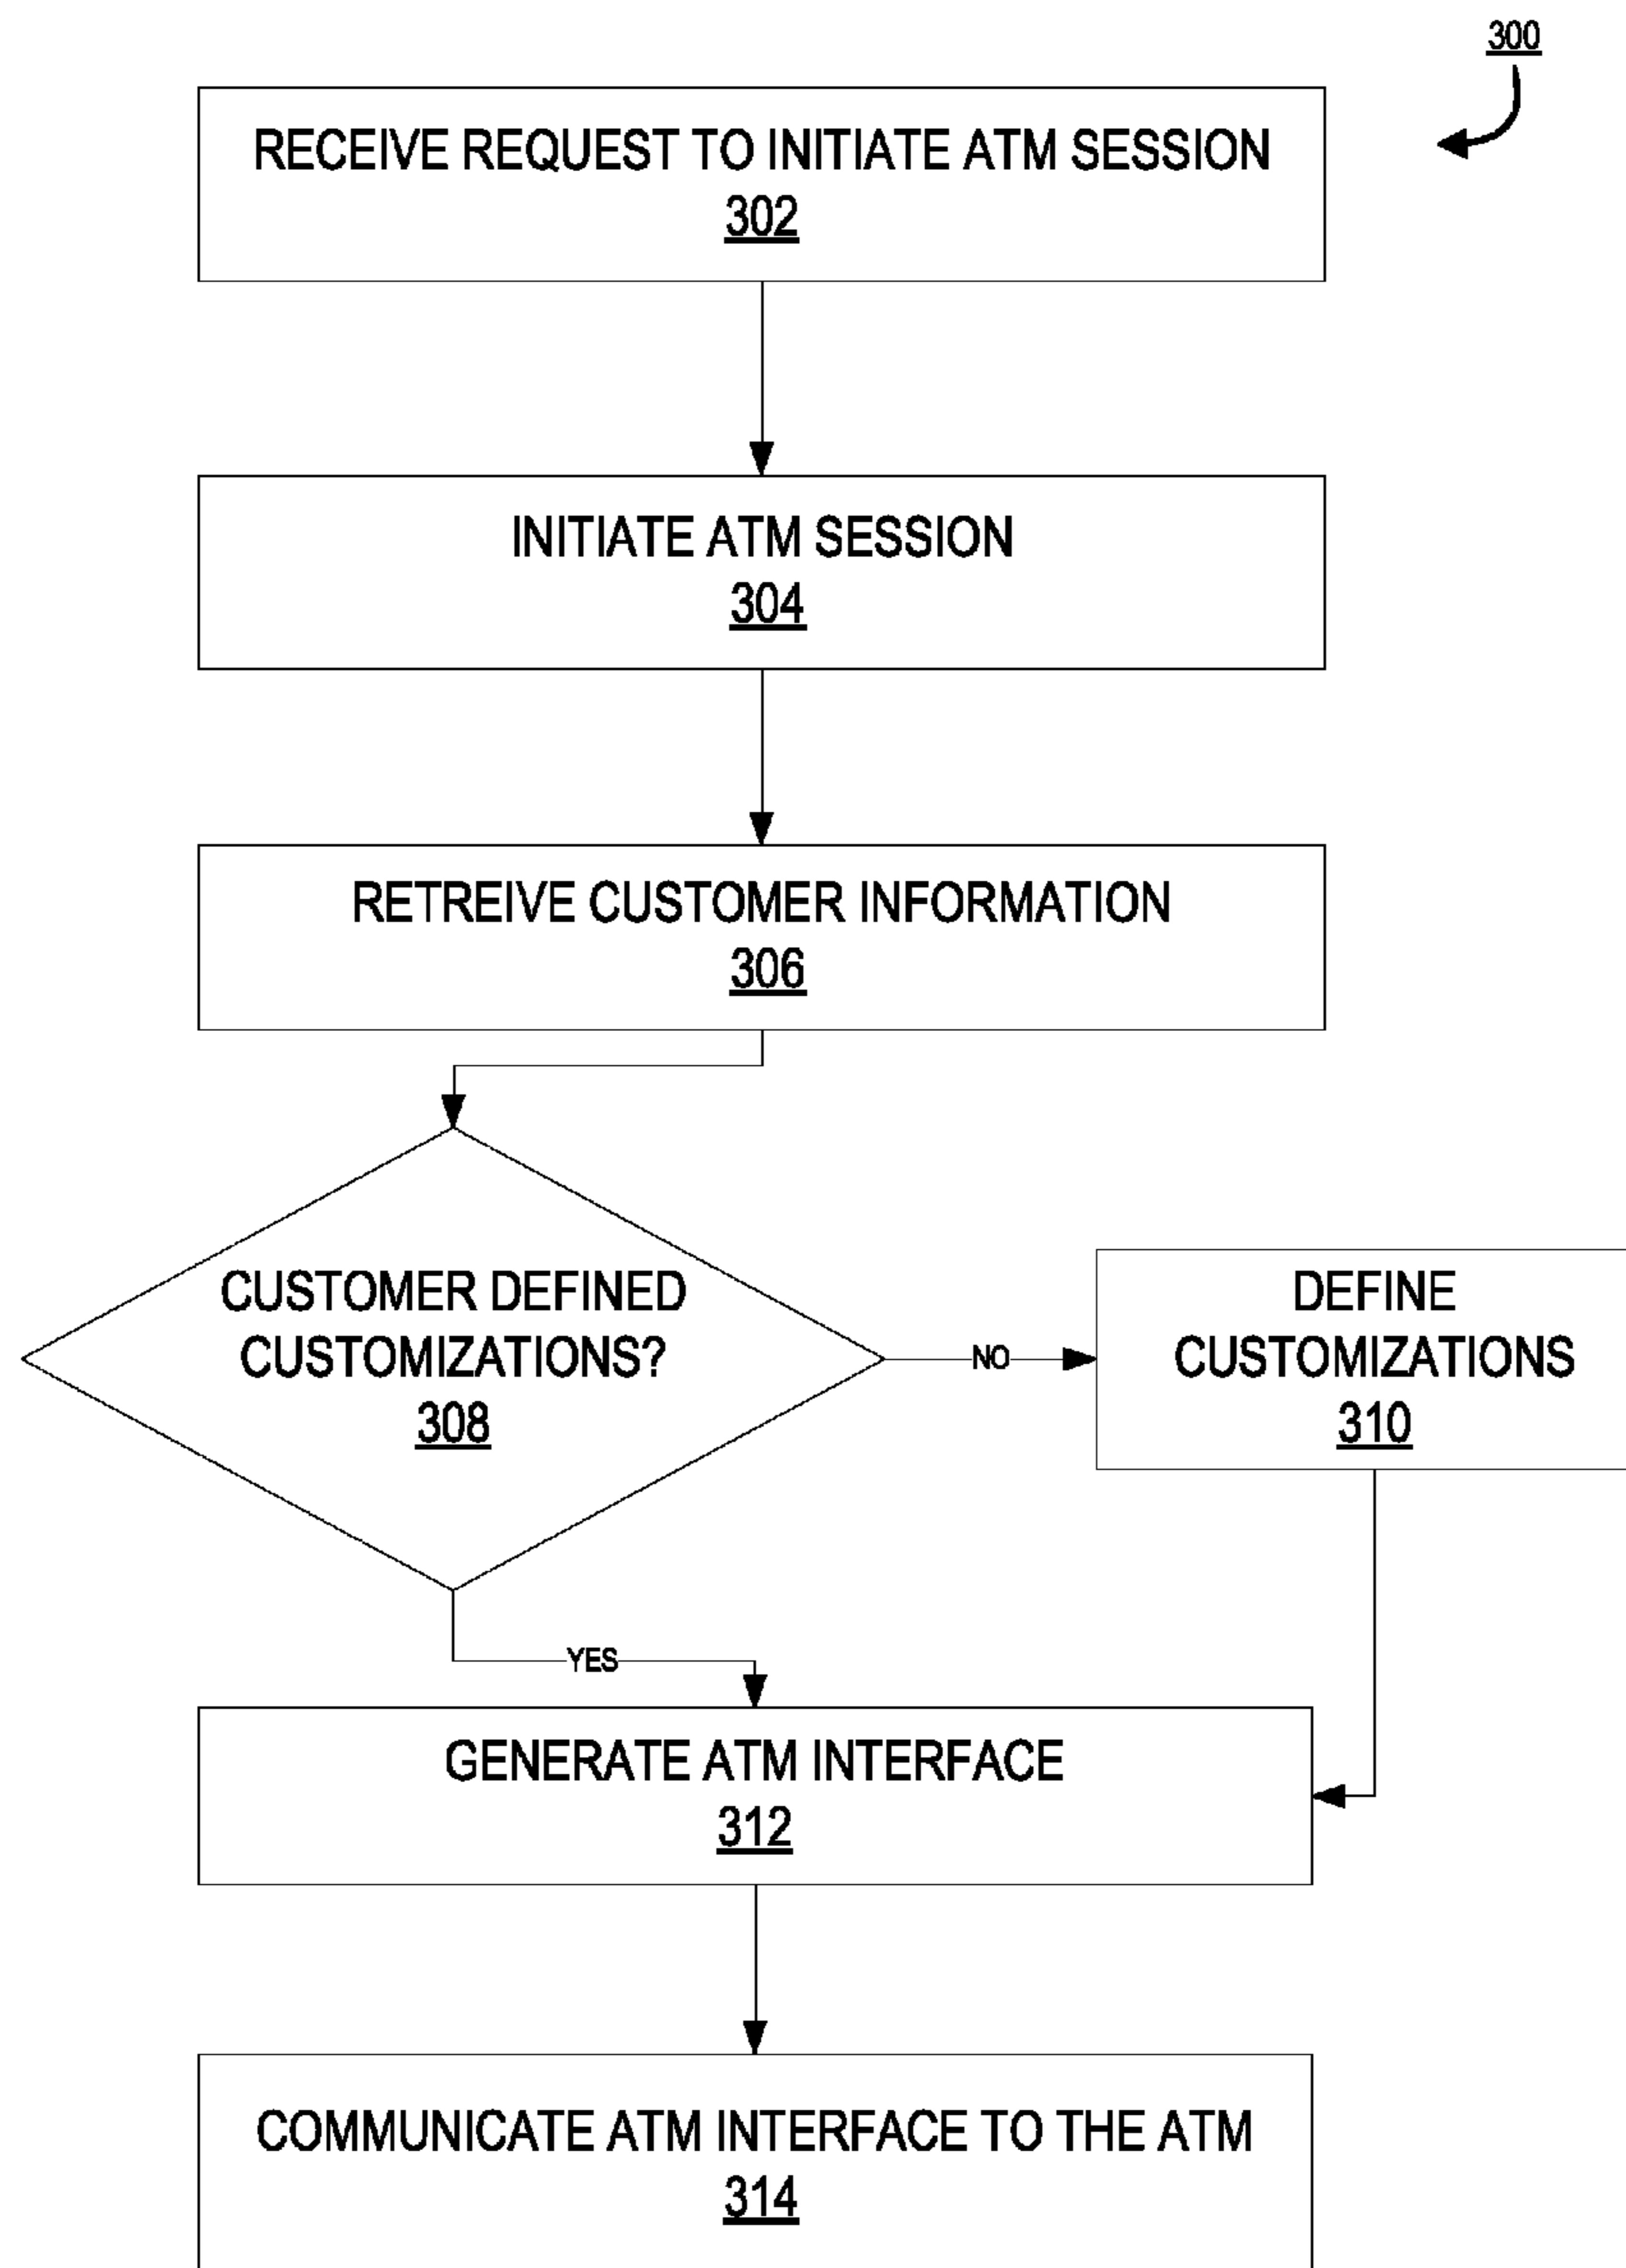 300
RECEIVE REQUEST TO INITIATE ATM SESSION
302
INITIATE ATM SESSION
304
RETREIVE CUSTOMER INFORMATION
306
CUSTOMER DEFINED
CUSTOMIZATIONS?
308
NO
DEFINE
CUSTOMIZATIONS
310
YES
GENERATE ATM INTERFACE
312
COMMUNICATE ATM INTERFACE TO THE ATM
314